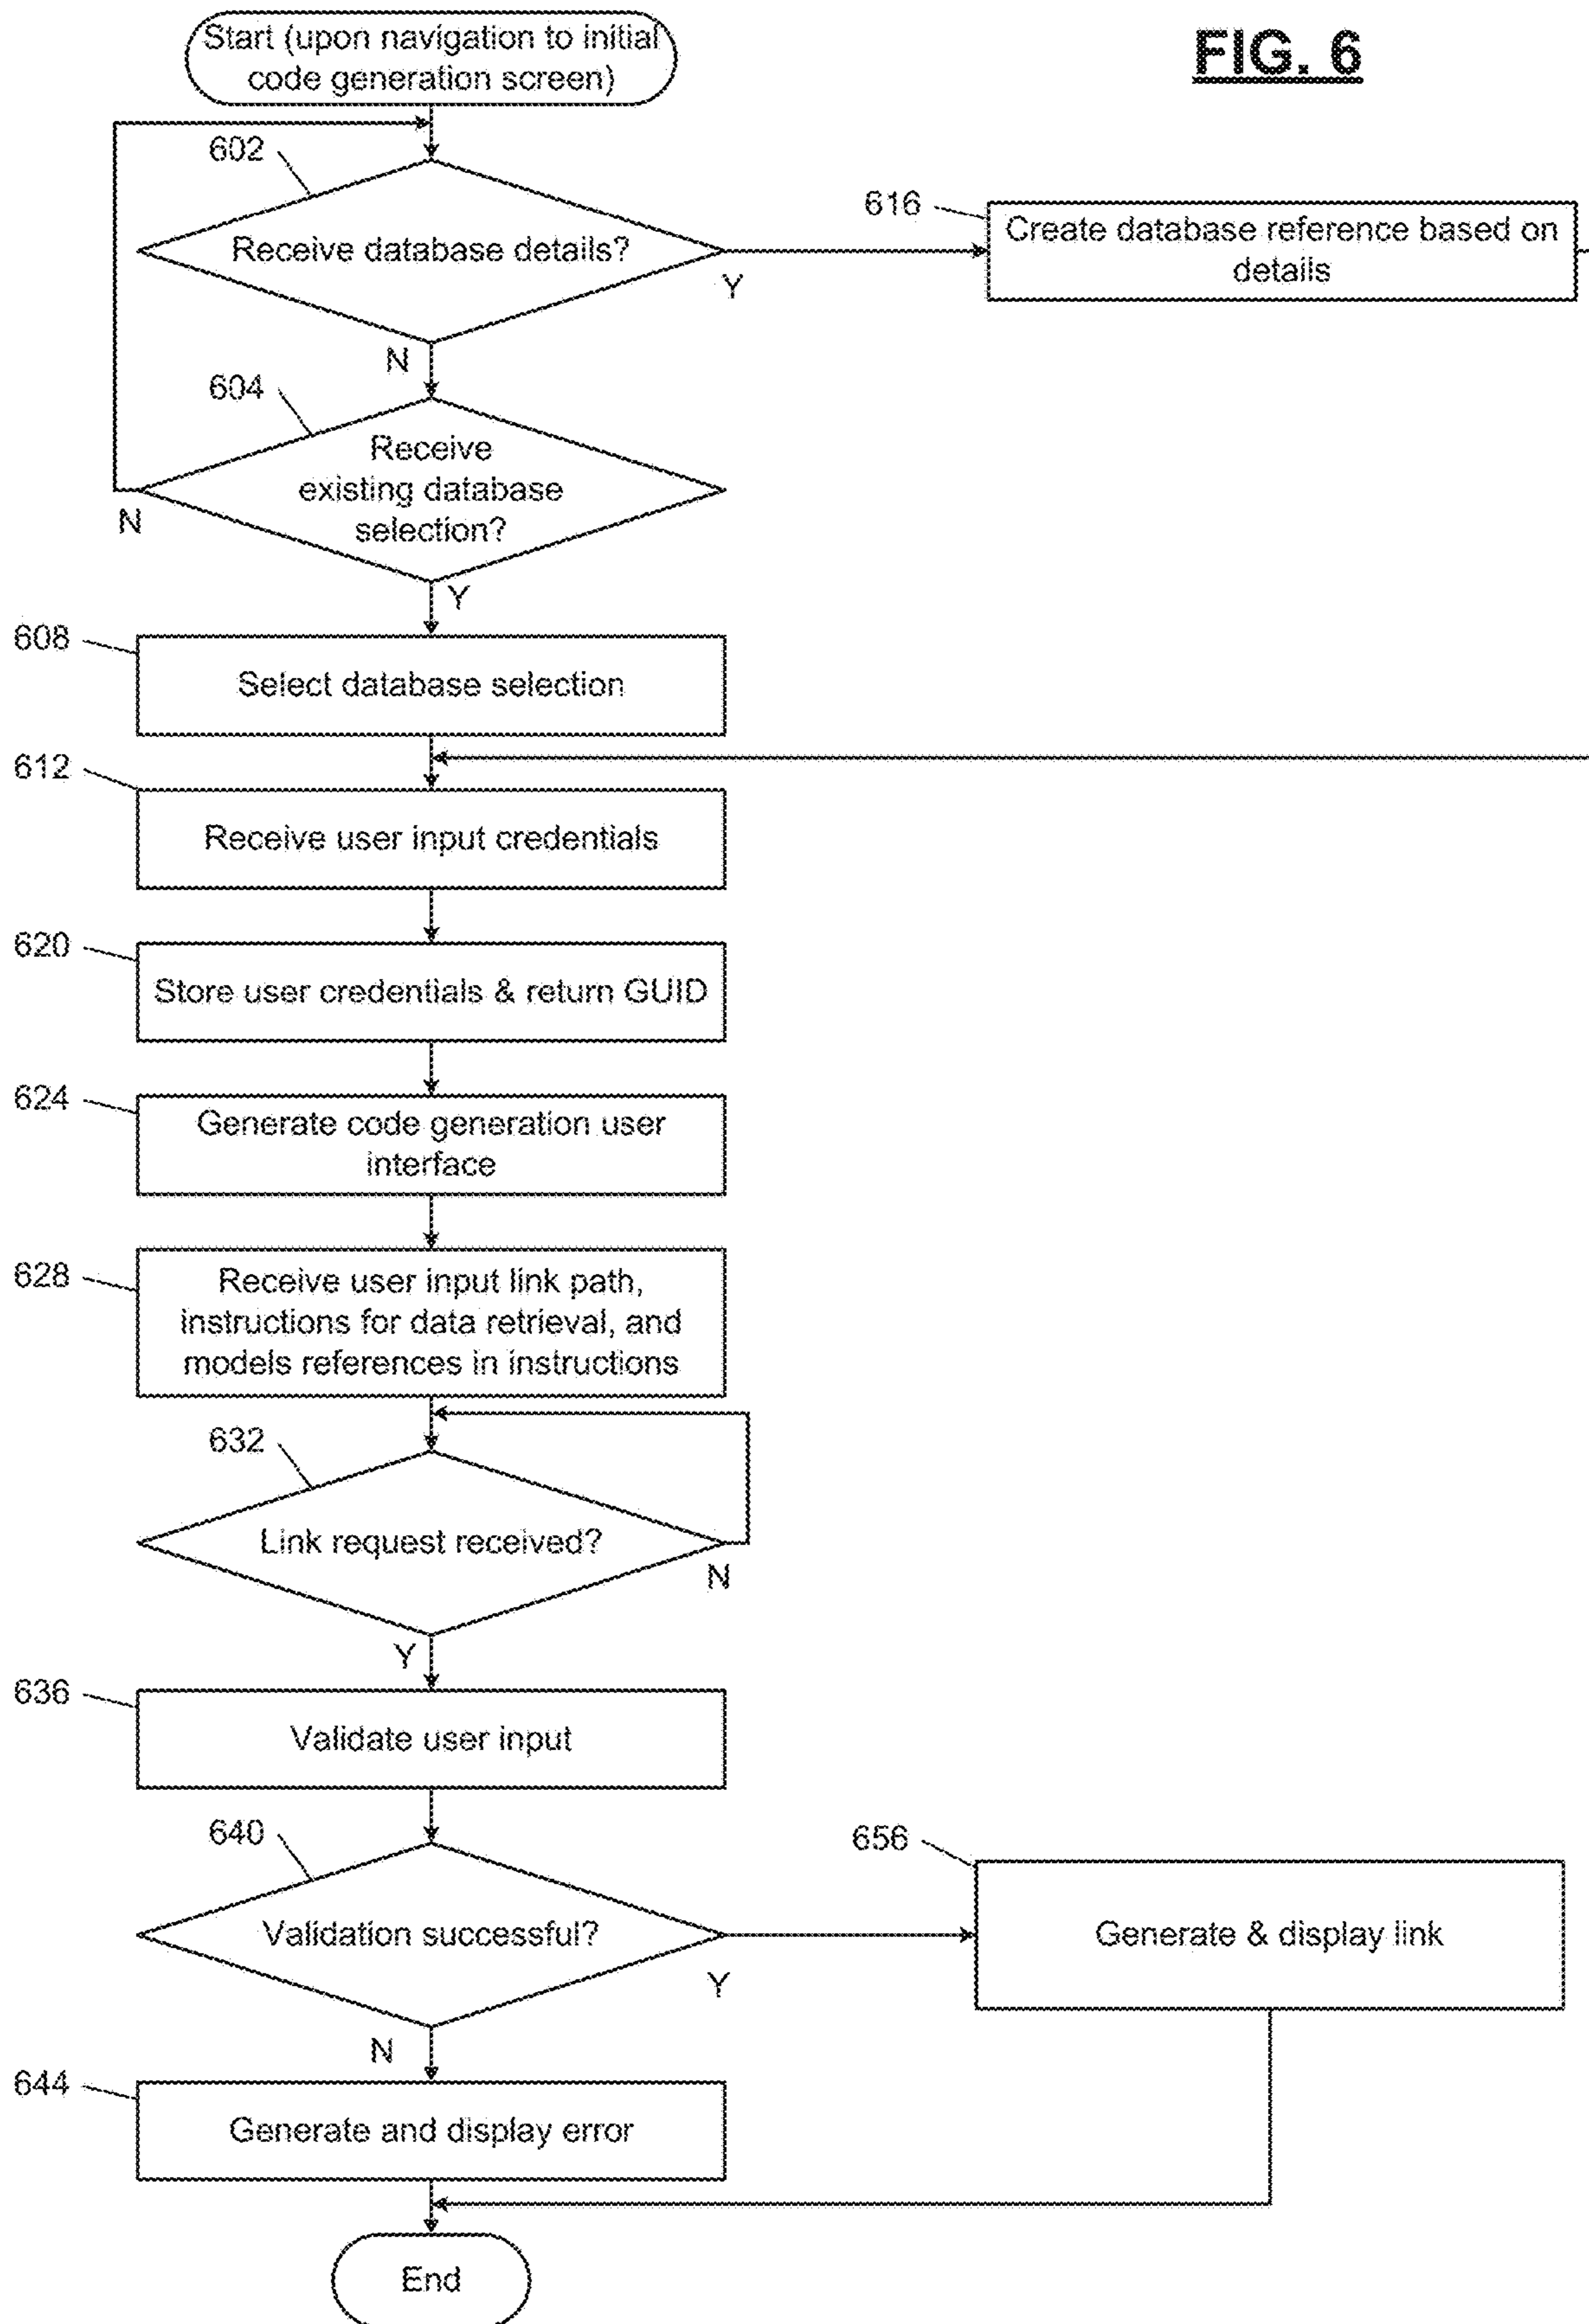 FIG. 6
Start (upon navigation to initial
code generation screen)
602
Receive database details?
Y
616
Create database reference based on
details
N
604
Receive
existing database
selection?
N
Y
608
Select database selection
612
Receive user input credentials
620
Store user credentials & return GUID
624
Generate code generation user
interface
628
Receive user input link path,
instructions for data retrieval, and
models references in instructions
632
Link request received?
N
Y
636
Validate user input
640
Validation successful?
Y
656
Generate & display link
N
644
Generate and display error
End